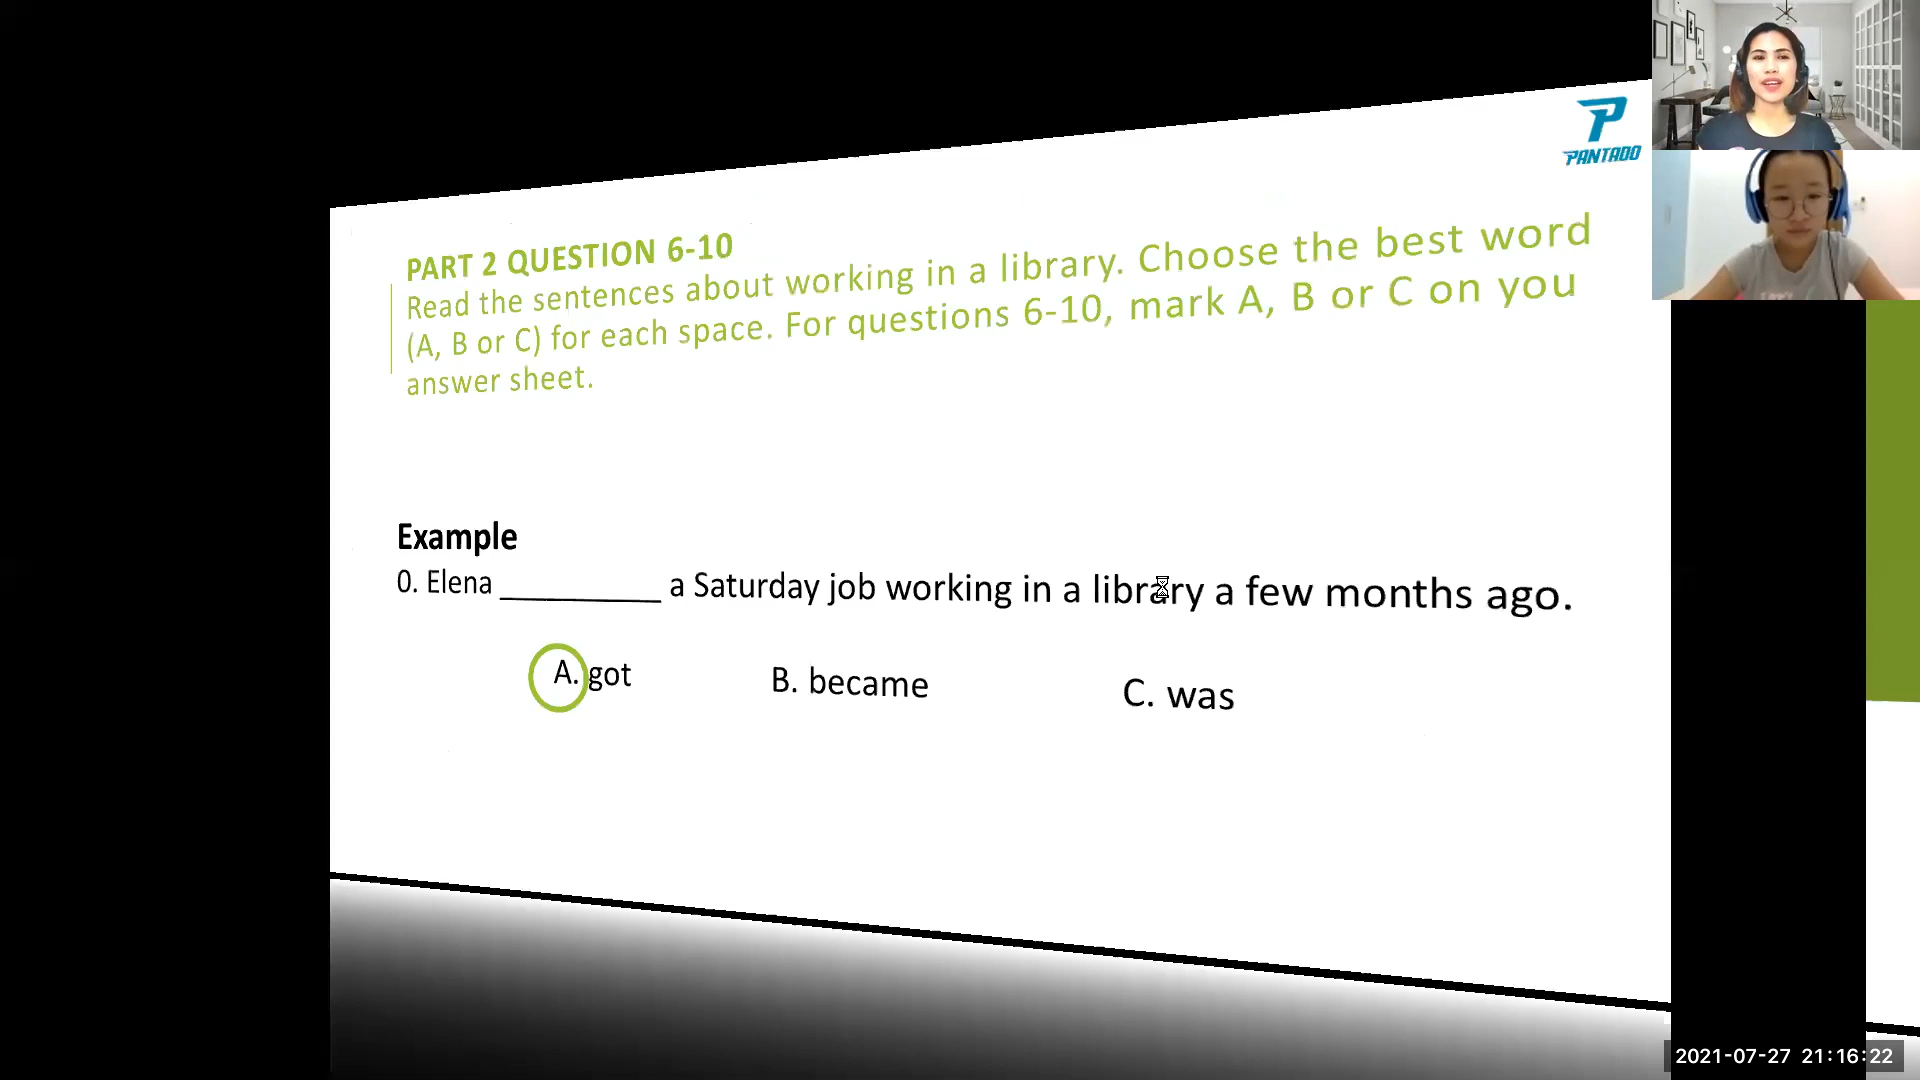 PANTADO
PART 2 QUESTION 6-10
Read the sentences about working in a library. Choose the best word
(A, B or C) for each space. For questions 6-10, mark A, B or C on you
answer sheet.
Example
0. Elena __________ a Saturday job working in a library a few months ago.
A. got
B. became
C. was
2021-07-27 21:16:22